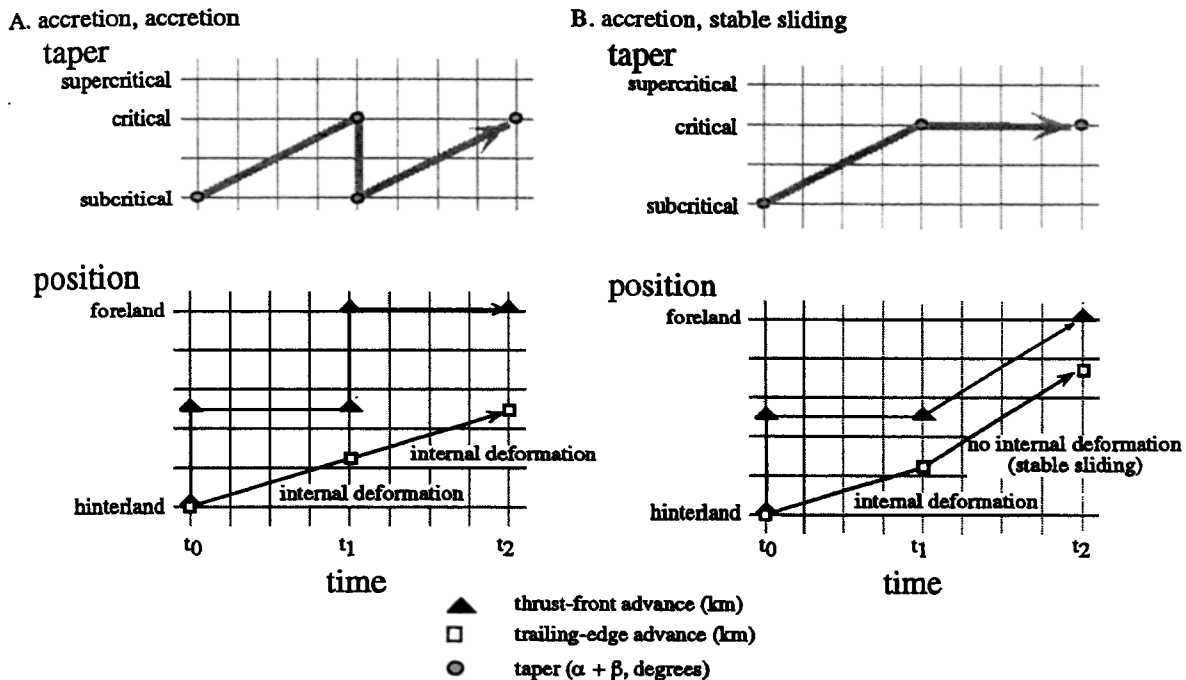 A. accretion, accretion
taper
supercritical
critical
subcritical
position
foreland
internal deformation
internal deformation
hinterland
t0
t1
t2
time
B. accretion, stable sliding
taper
supercritical
critical
subcritical
position
foreland
no internal deformation
(stable sliding)
internal deformation
hinterland
t0
t1
t2
time
thrust-front advance (km)
trailing-edge advance (km)
taper (α + β, degrees)